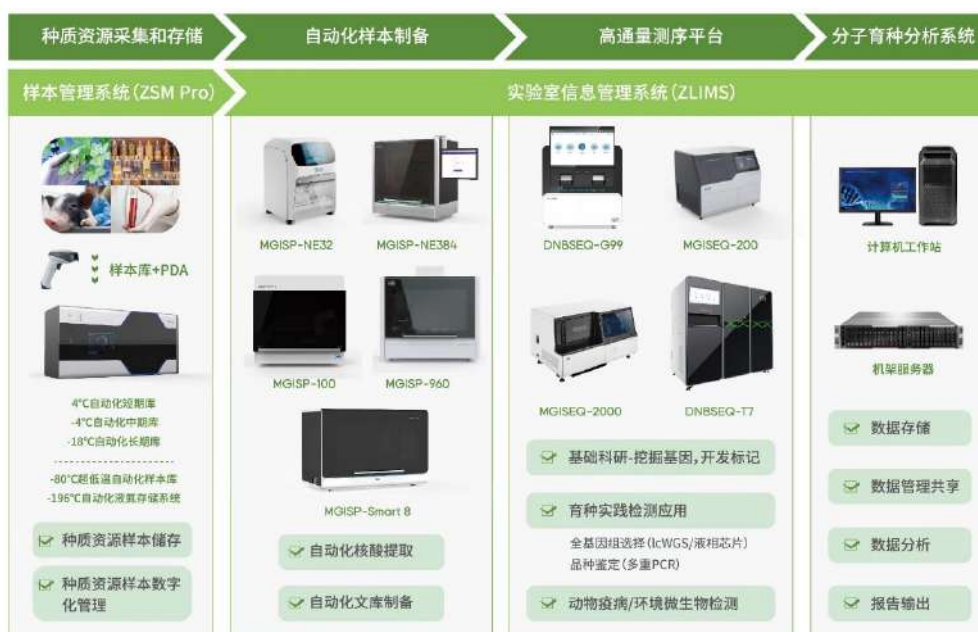 种质资源采集和存储
自动化样本制备
高通量测序平台
分子育种分析系统
样本管理系统(ZSM Pro)
实验室信息管理系统(ZLIMS)
样本库+PDA
4℃自动化短期库
-4℃自动化中期库
-18℃自动化长期库
-80℃超低温自动化样本库
-196℃自动化液氮存储系统
种质资源样本储存
种质资源样本数字
化管理
MGISP-NE32
MGISP-NE384
MGISP-100
MGISP-960
MGISP-Smart 8
自动化核酸提取
自动化文库制备
DNBSEQ-G99
MGISEQ-200
MGISEQ-2000
DNBSEQ-T7
基础科研-挖掘基因,开发标记
育种实践检测应用
全基因组选择(lcWGS/液相芯片)
品种鉴定(多重PCR)
动物疫病/环境微生物检测
计算机工作站
机架服务器
数据存储
数据管理共享
数据分析
报告输出